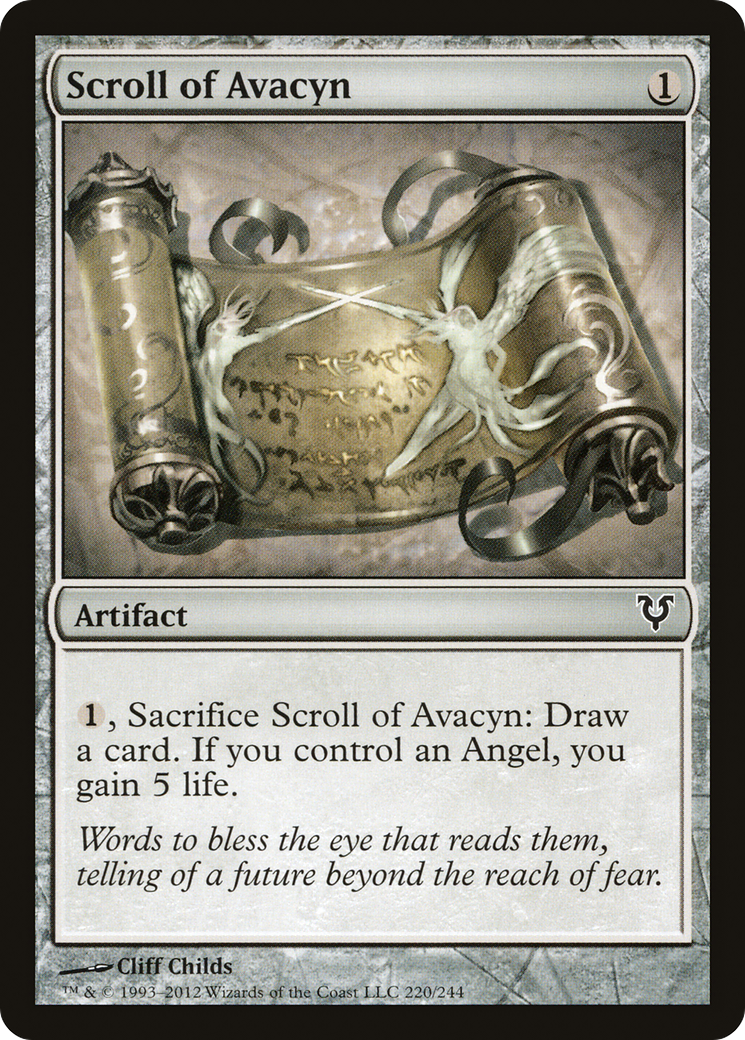 Scroll of Avacyn 1
Artifact
1, Sacrifice Scroll of Avacyn: Draw
a card. If you control an Angel, you
gain 5 life.
Words to bless the eye that reads them,
telling of a future beyond the reach of fear.
Cliff Childs
™ & © 1993–2012 Wizards of the Coast LLC 220/244